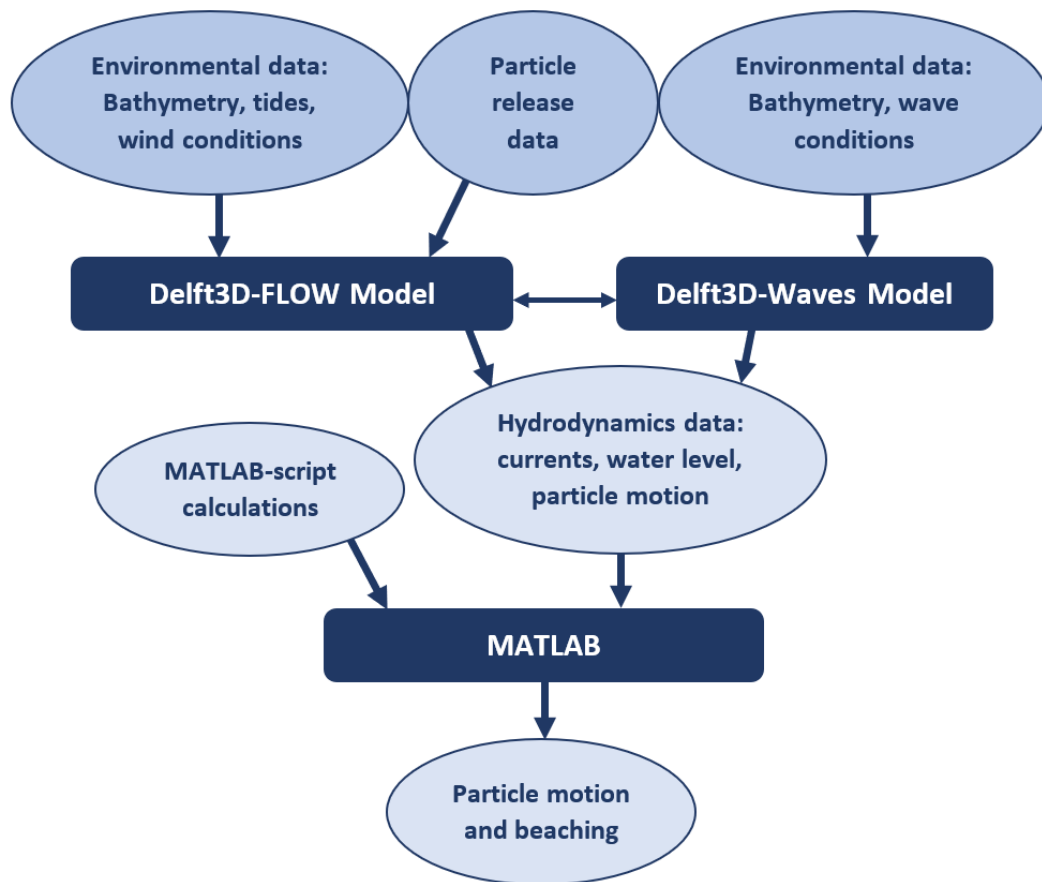 Environmental data:
Bathymetry, tides,
wind conditions
Particle
release
data
Environmental data:
Bathymetry, wave
conditions
Delft3D-FLOW Model
Delft3D-Waves Model
Hydrodynamics data:
currents, water level,
particle motion
MATLAB-script
calculations
MATLAB
Particle motion
and beaching